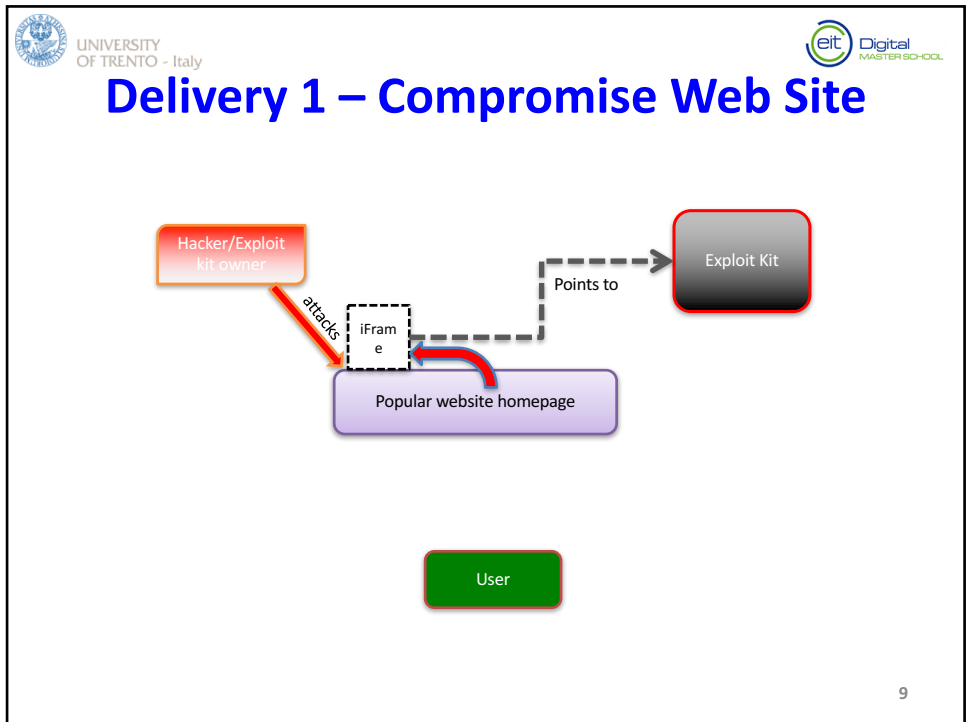 UNIVERSITY
OF TRENTO - Italy
eit Digital
MASTER SCHOOL
Delivery 1 – Compromise Web Site
Hacker/Exploit
kit owner
Exploit Kit
Points to
attacks
iFram
e
Popular website homepage
User
9